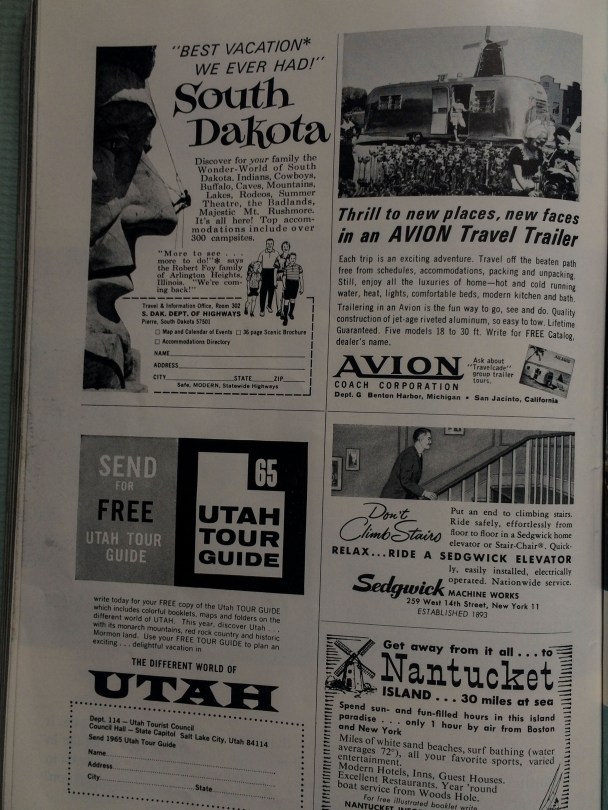 "BEST VACATION*
WE EVER HAD!"
South
Dakota
Discover for your family the
Wonder-World of South
Dakota. Indians, Cowboys,
Buffalo, Caves, Mountains,
Lakes, Rodeos, Summer
Theatre, the Badlands,
Majestic Mt. Rushmore.
It's all here! Top accom-
modations include over
300 campsites.
"More to see . . .
more to do!"* says
the Robert Foy family
of Arlington Heights,
Illinois. "We're com-
ing back!"
Travel & Information Office, Room 302
S. DAK. DEPT. OF HIGHWAYS
Pierre, South Dakota 57501
Map and Calendar of Events 36 page Scenic Brochure
Accommodations Directory
NAME
ADDRESS
CITY STATE ZIP
Safe, MODERN, Statewide Highways
Thrill to new places, new faces
in an AVION Travel Trailer
Each trip is an exciting adventure. Travel off the beaten path
free from schedules, accommodations, packing and unpacking.
Still, enjoy all the luxuries of home—hot and cold running
water, heat, lights, comfortable beds, modern kitchen and bath.
Trailering in an Avion is the fun way to go, see and do. Quality
construction of jet-age riveted aluminum, so easy to tow. Lifetime
Guaranteed. Five models 18 to 30 ft. Write for FREE Catalog,
dealer's name.
AVION
COACH CORPORATION
Ask about
"Travelcade"
group trailer
tours.
Dept. G Benton Harbor, Michigan • San Jacinto, California
SEND
FOR
FREE
UTAH TOUR
GUIDE
65
UTAH
TOUR
GUIDE
write today for your FREE copy of the Utah TOUR GUIDE
which includes colorful booklets, maps and folders on the
different world of UTAH. This year, discover Utah . . .
with its monarch mountains, red rock country and historic
Mormon land. Use your FREE TOUR GUIDE to plan an
exciting . . . delightful vacation in
THE DIFFERENT WORLD OF
UTAH
Dept. 114 — Utah Tourist Council
Council Hall — State Capitol Salt Lake City, Utah 84114
Send 1965 Utah Tour Guide
Name
Address
City State
Don't
Climb Stairs
Put an end to climbing stairs.
Ride safely, effortlessly from
floor to floor in a Sedgwick home
elevator or Stair-Chair®. Quick-
RELAX...RIDE A SEDGWICK ELEVATOR
ly, easily installed, electrically
operated. Nationwide service.
Sedgwick MACHINE WORKS
259 West 14th Street, New York 11
ESTABLISHED 1893
Get away from it all . . . to
Nantucket
ISLAND . . . 30 miles at sea
Spend sun- and fun-filled hours in this island
paradise . . . only 1 hour by air from Boston
and New York
Miles of white sand beaches, surf bathing (water
averages 72°), all your favorite sports, varied
entertainment.
Modern Hotels, Inns, Guest Houses.
Excellent Restaurants. Year 'round
boat service from Woods Hole.
For free illustrated booklet write
NANTUCKET